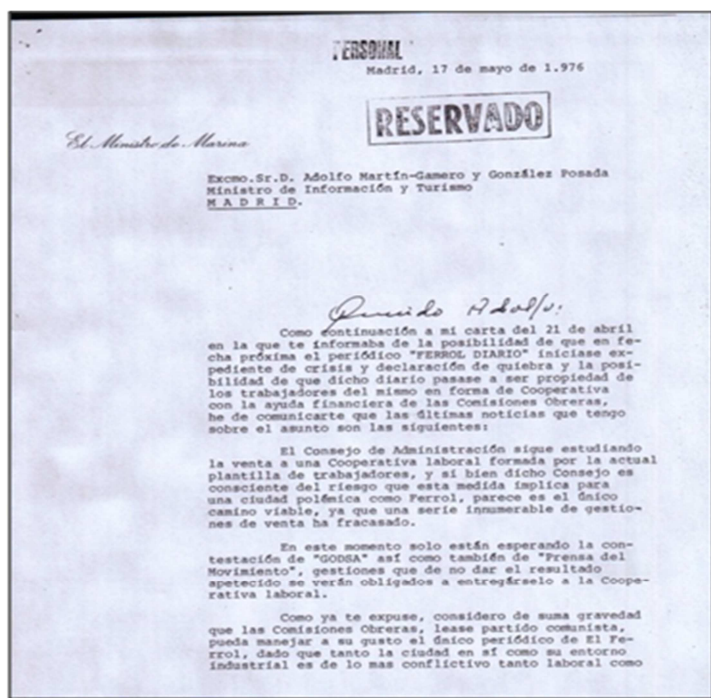 PERSONAL
Madrid, 17 de mayo de 1.976
RESERVADO
El Ministro de Marina
Excmo.Sr.D. Adolfo Martín-Gamero y González Posada
Ministro de Información y Turismo
M A D R I D.
Querido Adolfo:
Como continuación a mi carta del 21 de abril
en la que te informaba de la posibilidad de que en fe-
cha próxima el periódico "FERROL DIARIO" iniciase ex-
pediente de crisis y declaración de quiebra y la posi-
bilidad de que dicho diario pasase a ser propiedad de
los trabajadores del mismo en forma de Cooperativa
con la ayuda financiera de las Comisiones Obreras,
he de comunicarte que las últimas noticias que tengo
sobre el asunto son las siguientes:
El Consejo de Administración sigue estudiando
la venta a una Cooperativa laboral formada por la actual
plantilla de trabajadores, y si bien dicho Consejo es
consciente del riesgo que esta medida implica para
una ciudad polémica como Ferrol, parece es el único
camino viable, ya que una serie innumerable de gestio-
nes de venta ha fracasado.
En este momento solo están esperando la con-
testación de "GODSA" así como también de "Prensa del
Movimiento", gestiones que de no dar el resultado
apetecido se verán obligados a entregárselo a la Coope-
rativa laboral.
Como ya te expuse, considero de suma gravedad
que las Comisiones Obreras, lease partido comunista,
pueda manejar a su gusto el único periódico de El Fe-
rrol, dado que tanto la ciudad en sí como su entorno
industrial es de lo mas conflictivo tanto laboral como